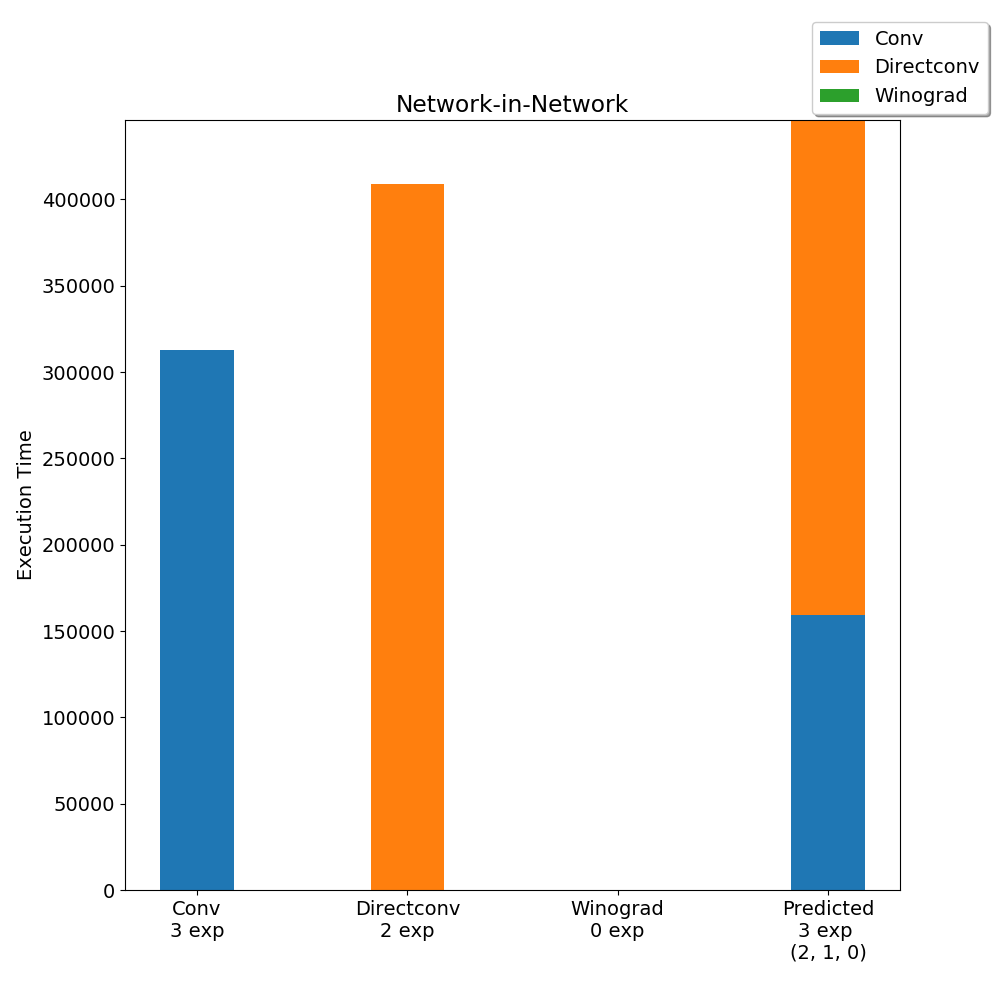 Conv
Directconv
Winograd
Network-in-Network
Execution Time
400000
350000
300000
250000
200000
150000
100000
50000
0
Conv
3 exp
Directconv
2 exp
Winograd
0 exp
Predicted
3 exp
(2, 1, 0)